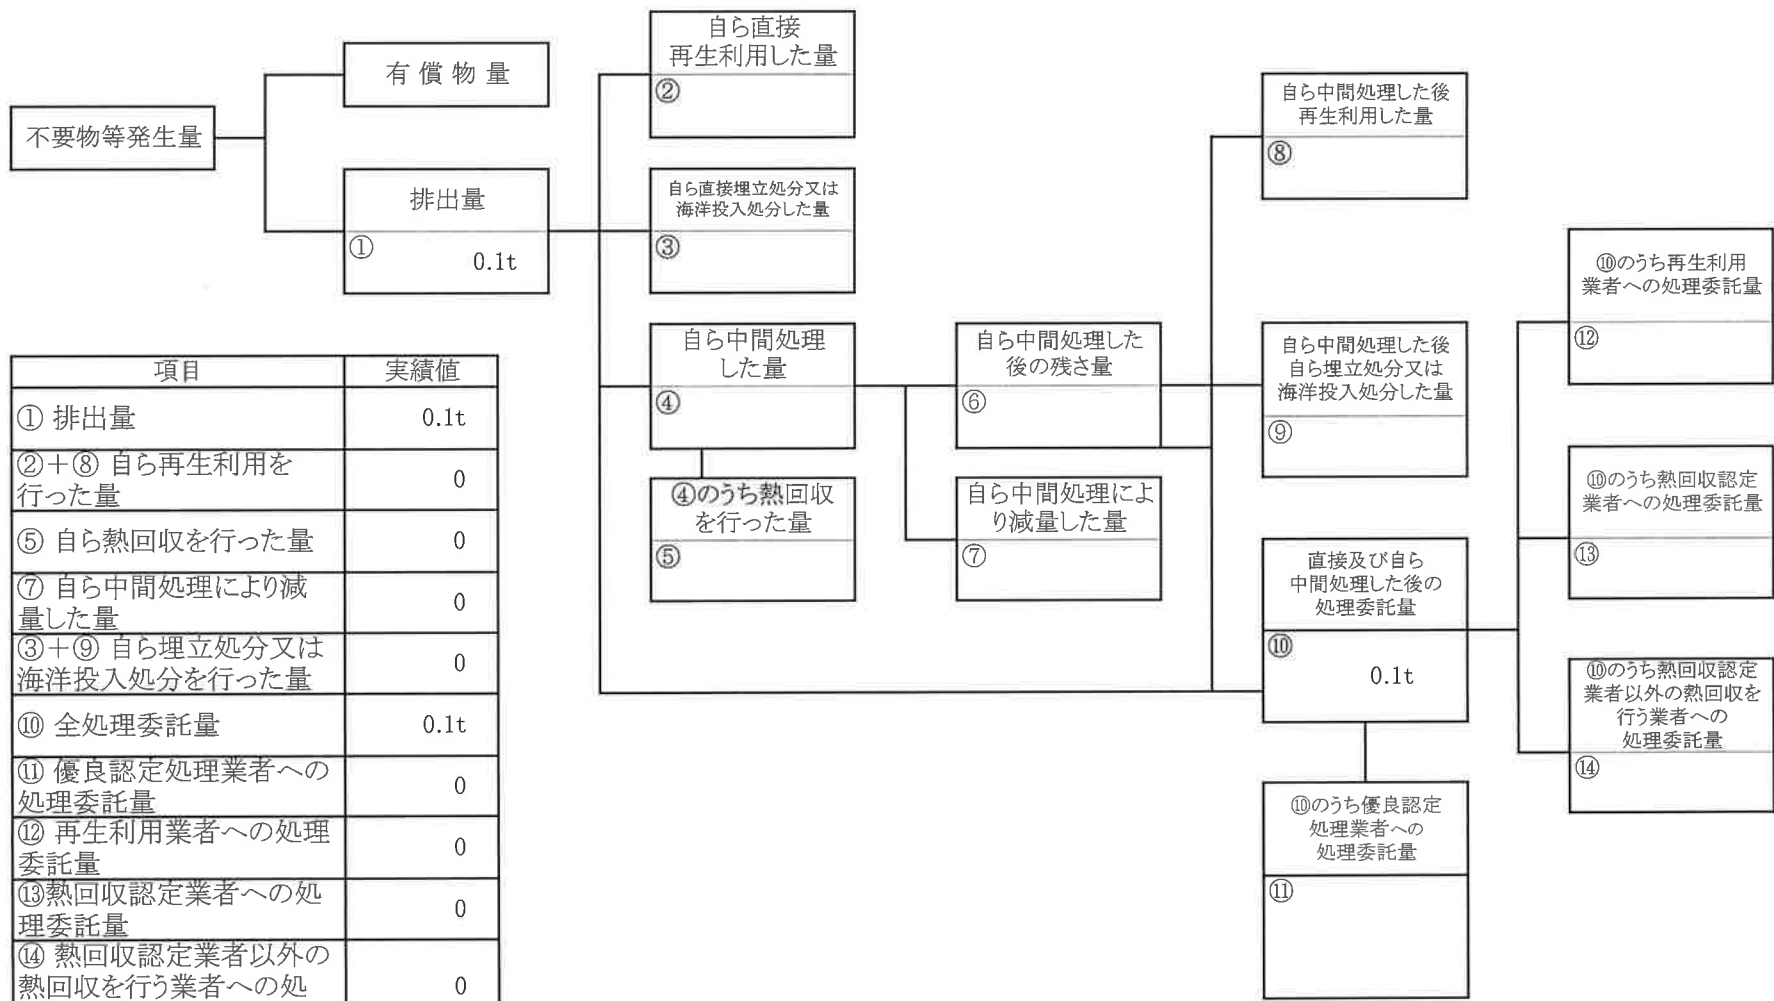 不要物等発生量
有償物量
排出量
①
0.1t
自ら直接
再生利用した量
②
自ら直接埋立処分又は
海洋投入処分した量
③
自ら中間処理
した量
④
④のうち熱回収
を行った量
⑤
自ら中間処理した
後の残さ量
⑥
自ら中間処理によ
り減量した量
⑦
自ら中間処理した後
再生利用した量
⑧
自ら中間処理した後
自ら埋立処分又は
海洋投入処分した量
⑨
直接及び自ら
中間処理した後の
処理委託量
⑩
0.1t
⑩のうち優良認定
処理業者への
処理委託量
⑪
⑩のうち再生利用
業者への処理委託量
⑫
⑩のうち熱回収認定
業者への処理委託量
⑬
⑩のうち熱回収認定
業者以外の熱回収を
行う業者への
処理委託量
⑭
項目 実績値
① 排出量 0.1t
②+⑧ 自ら再生利用を
行った量 0
⑤ 自ら熱回収を行った量 0
⑦ 自ら中間処理により減
量した量 0
③+⑨ 自ら埋立処分又は
海洋投入処分を行った量 0
⑩ 全処理委託量 0.1t
⑪ 優良認定処理業者への
処理委託量 0
⑫ 再生利用業者への処理
委託量 0
⑬熱回収認定業者への処
理委託量 0
⑭ 熱回収認定業者以外の
熱回収を行う業者への処 0